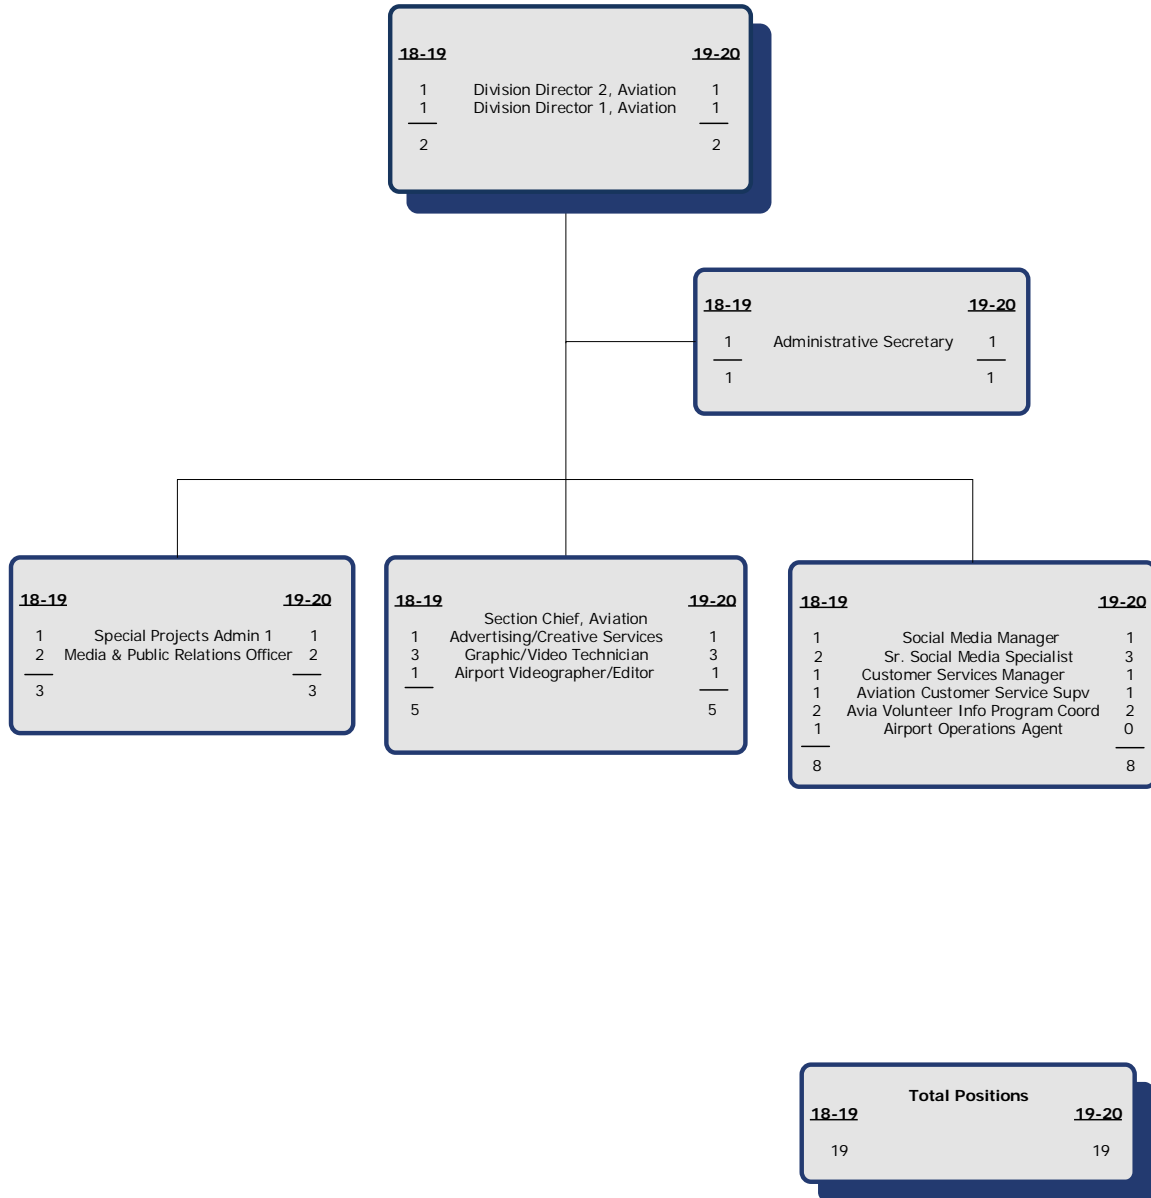 18-19 19-20
1 Division Director 2, Aviation 1
1 Division Director 1, Aviation 1
2 2
18-19 19-20
1 Administrative Secretary 1
1 1
18-19 19-20
1 Special Projects Admin 1 1
2 Media & Public Relations Officer 2
3 3
18-19 19-20
Section Chief, Aviation
1 Advertising/Creative Services 1
3 Graphic/Video Technician 3
1 Airport Videographer/Editor 1
5 5
18-19 19-20
1 Social Media Manager 1
2 Sr. Social Media Specialist 3
1 Customer Services Manager 1
1 Aviation Customer Service Supv 1
2 Avia Volunteer Info Program Coord 2
1 Airport Operations Agent 0
8 8
Total Positions
18-19 19-20
19 19